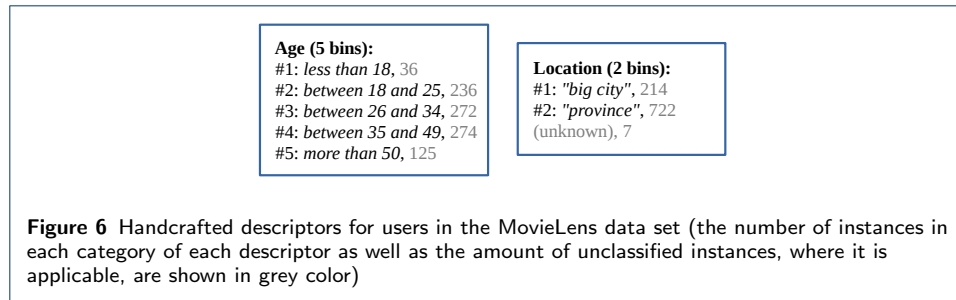 Age (5 bins):
#1: less than 18, 36
#2: between 18 and 25, 236
#3: between 26 and 34, 272
#4: between 35 and 49, 274
#5: more than 50, 125
Location (2 bins):
#1: "big city", 214
#2: "province", 722
(unknown), 7
Figure 6 Handcrafted descriptors for users in the MovieLens data set (the number of instances in
each category of each descriptor as well as the amount of unclassified instances, where it is
applicable, are shown in grey color)